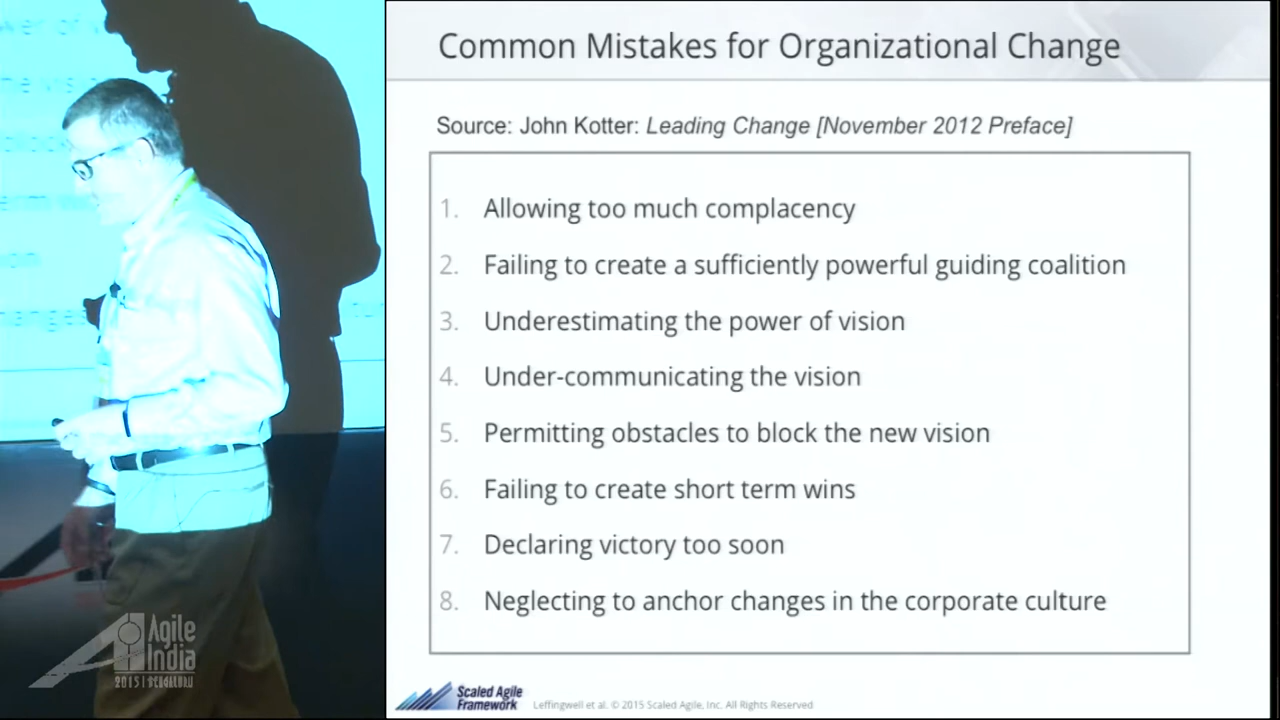 Common Mistakes for Organizational Change
Source: John Kotter: Leading Change [November 2012 Preface]
1. Allowing too much complacency
2. Failing to create a sufficiently powerful guiding coalition
3. Underestimating the power of vision
4. Under-communicating the vision
5. Permitting obstacles to block the new vision
6. Failing to create short term wins
7. Declaring victory too soon
8. Neglecting to anchor changes in the corporate culture
Scaled Agile
Framework
Leffingwell et al. © 2015 Scaled Agile, Inc. All Rights Reserved
Agile
India
2015 | BENGALURU